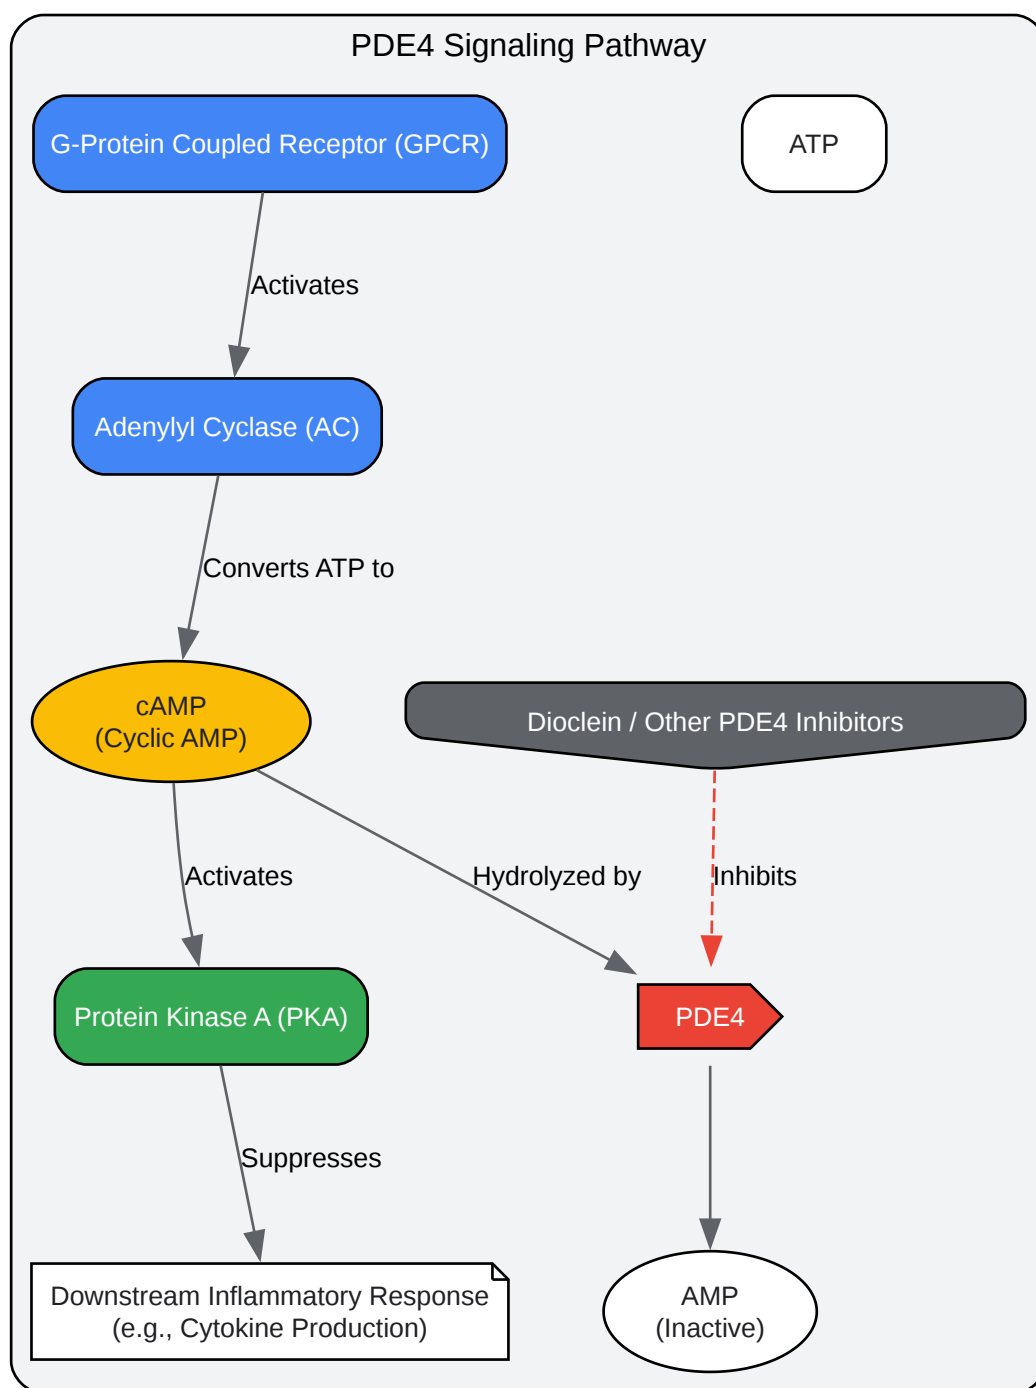 PDE4 Signaling Pathway
G-Protein Coupled Receptor (GPCR)
ATP
Activates
Adenylyl Cyclase (AC)
Converts ATP to
cAMP
(Cyclic AMP)
Dioclein / Other PDE4 Inhibitors
Activates
Hydrolyzed by
Inhibits
Protein Kinase A (PKA)
PDE4
Suppresses
Downstream Inflammatory Response
(e.g., Cytokine Production)
AMP
(Inactive)